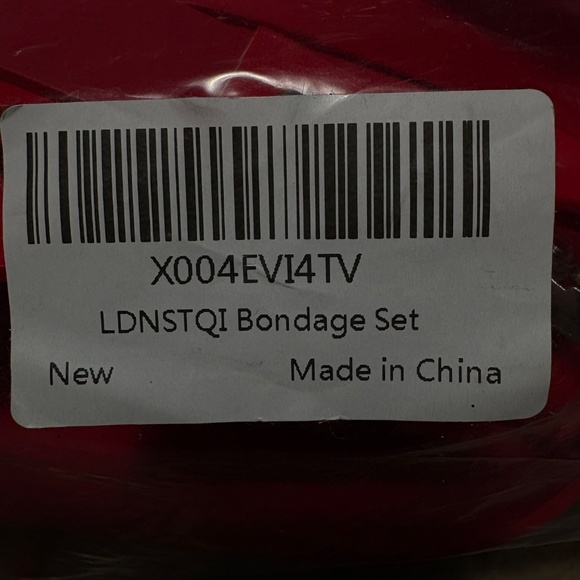 X004EVI4TV
LDNSTQI Bondage Set
New Made in China